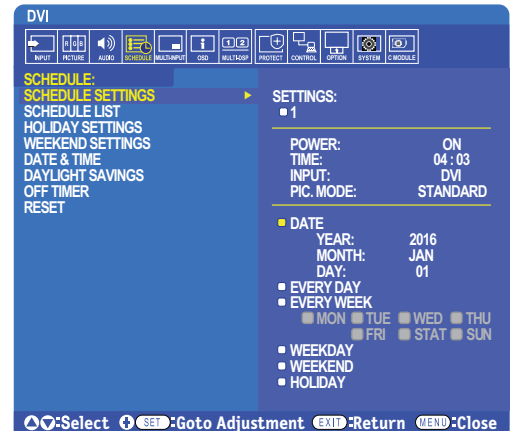 DVI
INPUT RGB PICTURE AUDIO SCHEDULE MULTI-INPUT i OSD 12 MULTI-DSP PROTECT CONTROL OPTION SYSTEM C MODULE
SCHEDULE:
SCHEDULE SETTINGS
SCHEDULE LIST
HOLIDAY SETTINGS
WEEKEND SETTINGS
DATE & TIME
DAYLIGHT SAVINGS
OFF TIMER
RESET
SETTINGS:
1
POWER: ON
TIME: 04 : 03
INPUT: DVI
PIC. MODE: STANDARD
DATE
YEAR: 2016
MONTH: JAN
DAY: 01
EVERY DAY
EVERY WEEK
MON TUE WED THU
FRI STAT SUN
WEEKDAY
WEEKEND
HOLIDAY
:Select SET:Goto Adjustment EXIT:Return MENU:Close